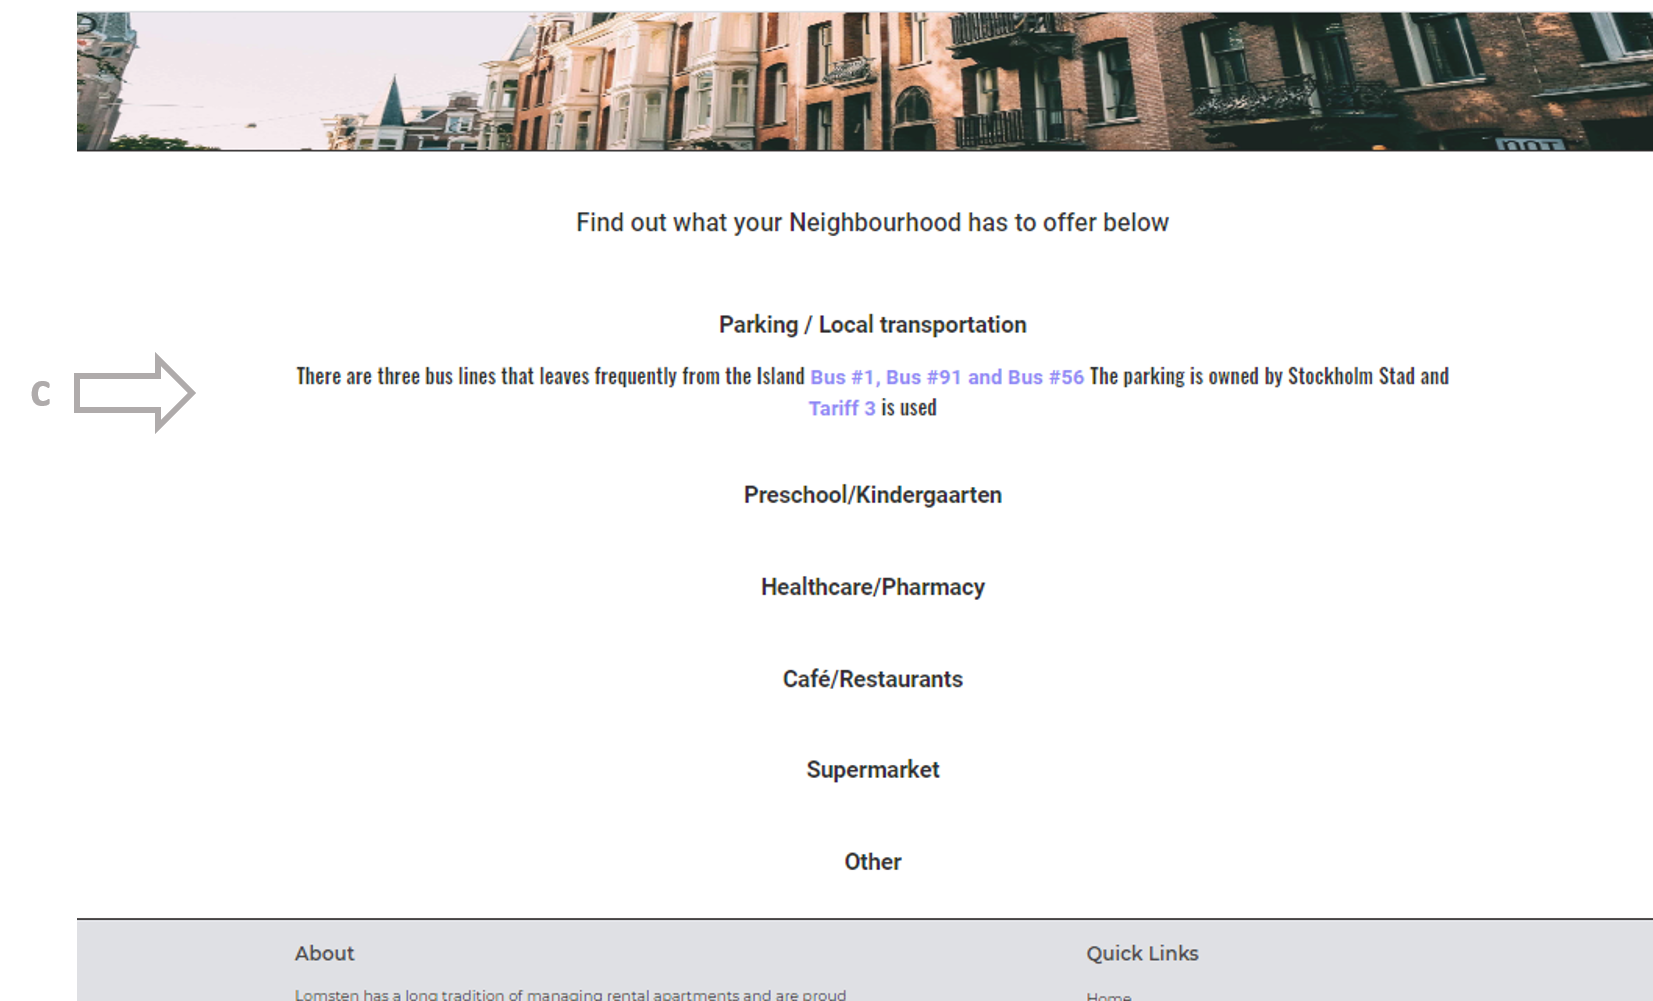 Find out what your Neighbourhood has to offer below
Parking / Local transportation
c
There are three bus lines that leaves frequently from the Island Bus #1, Bus #91 and Bus #56 The parking is owned by Stockholm Stad and
Tariff 3 is used
Preschool/Kindergaarten
Healthcare/Pharmacy
Café/Restaurants
Supermarket
Other
About
Quick Links
Lomsten has a long tradition of managing rental apartments and are proud
Home